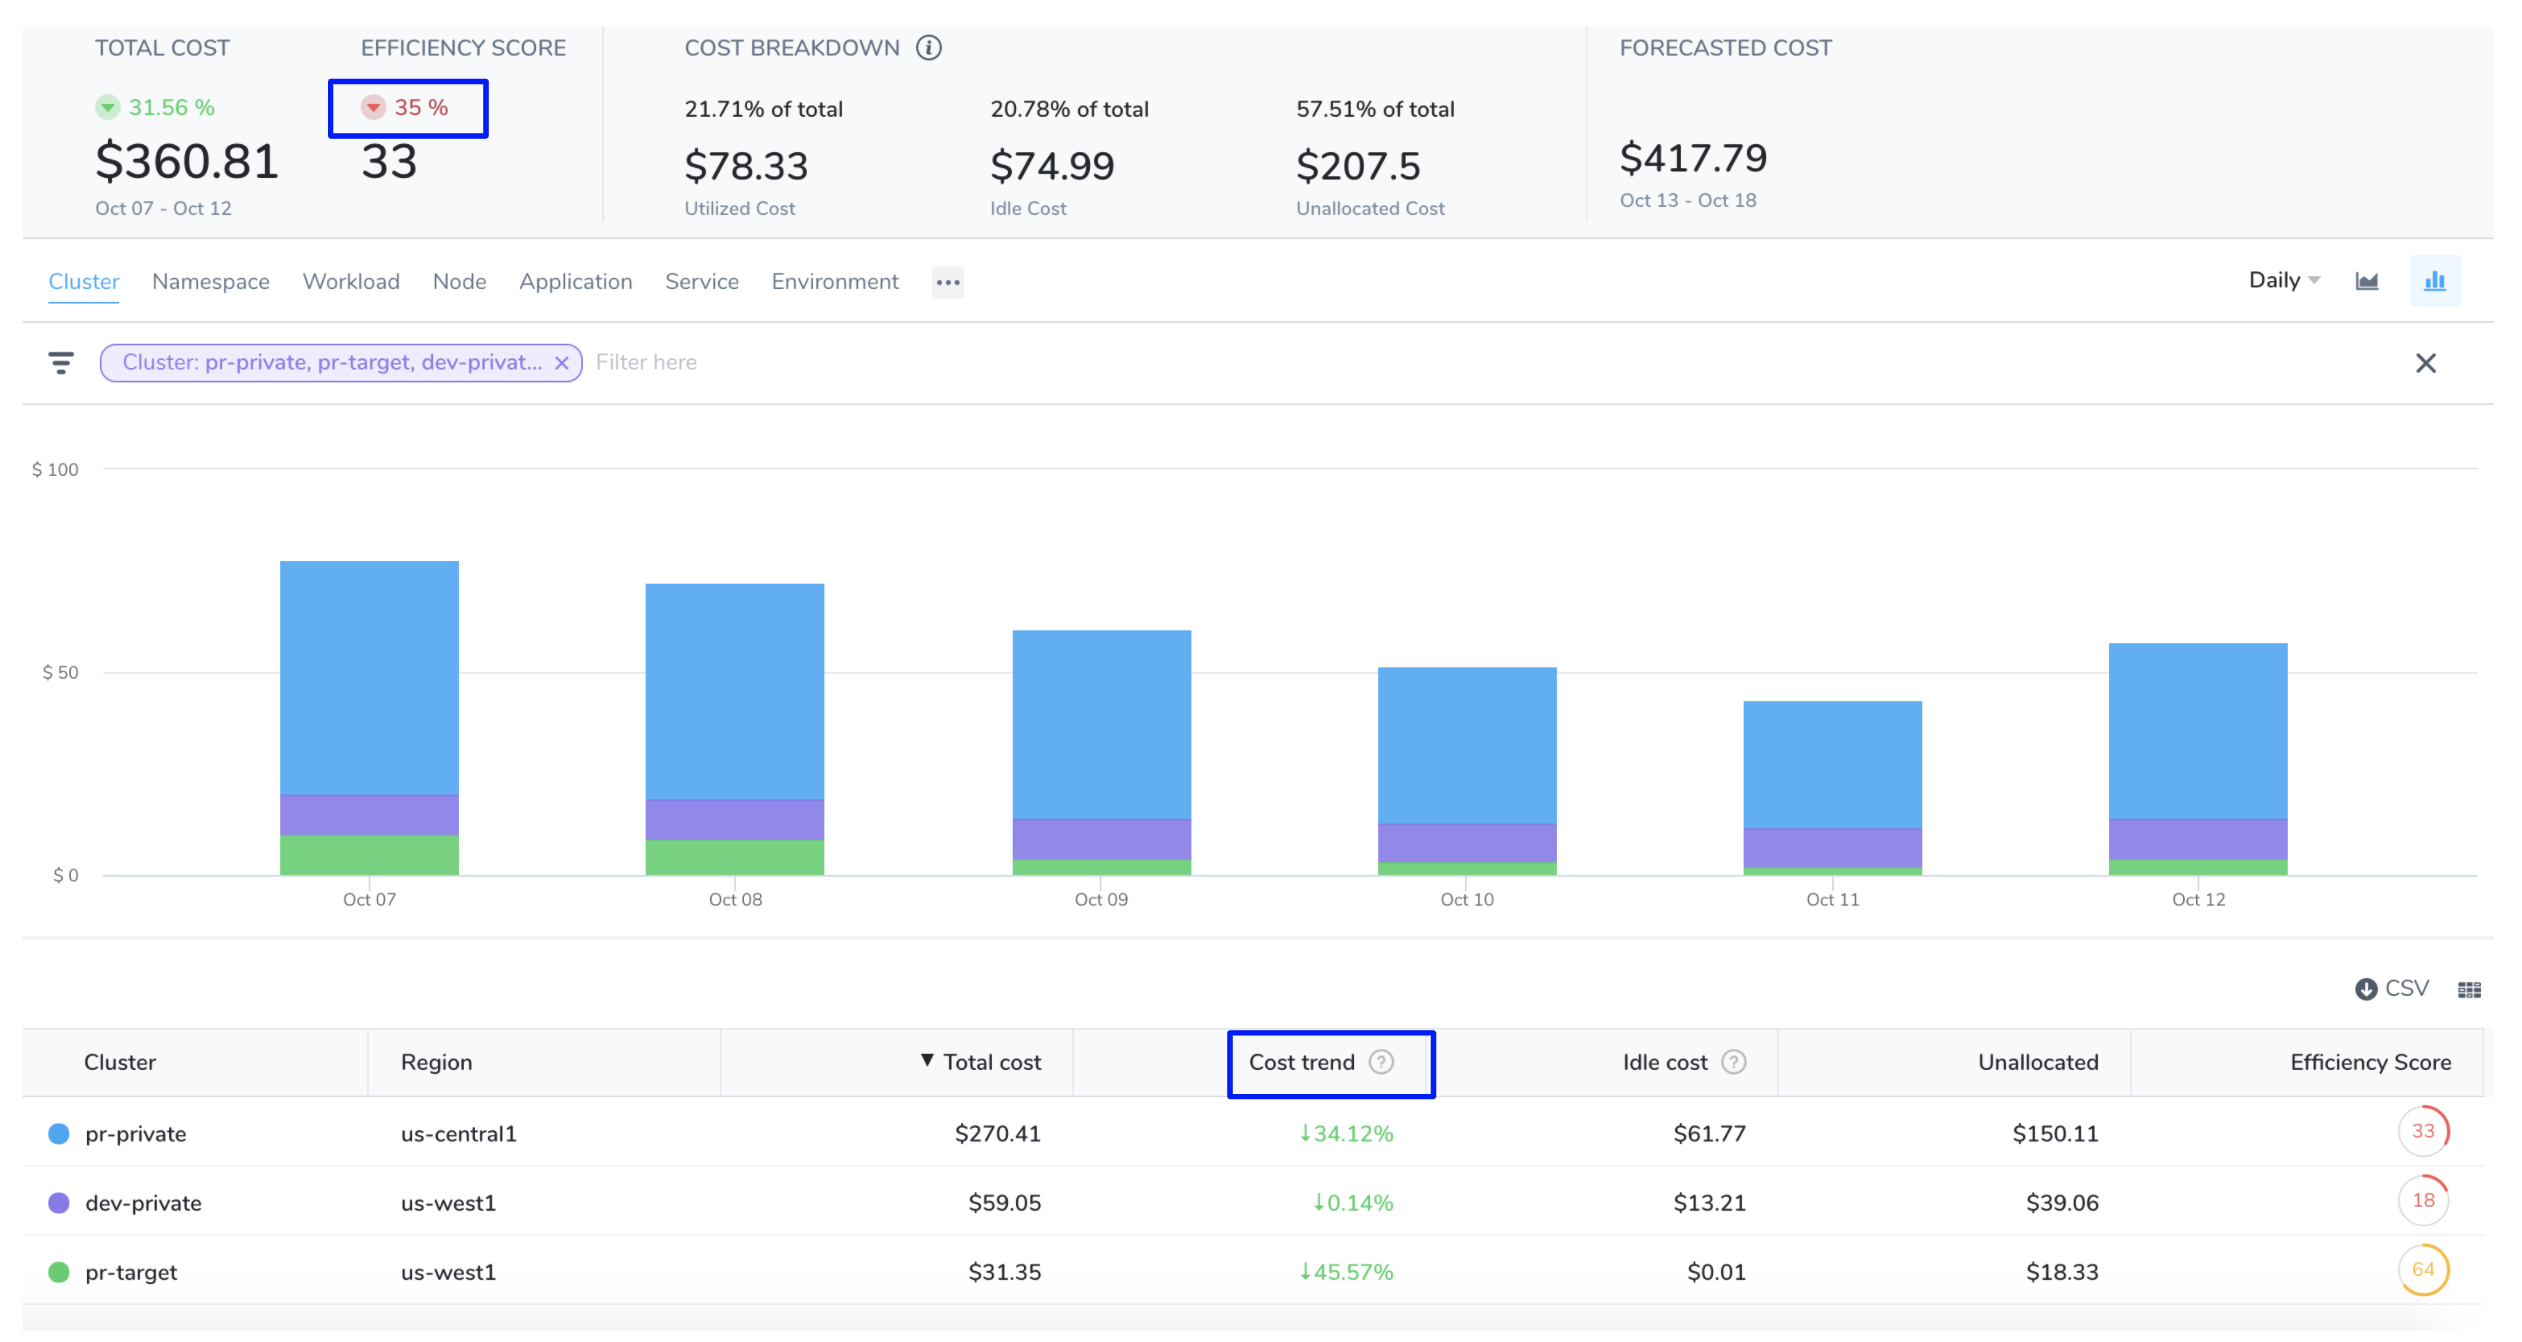 TOTAL COST EFFICIENCY SCORE COST BREAKDOWN FORECASTED COST
31.56 % 35 % 21.71% of total 20.78% of total 57.51% of total
$360.81 33 $78.33 $74.99 $207.5 $417.79
Oct 07 - Oct 12 Utilized Cost Idle Cost Unallocated Cost Oct 13 - Oct 18
Cluster Namespace Workload Node Application Service Environment ••• Daily
Cluster: pr-private, pr-target, dev-privat... × Filter here
$ 100
$ 50
$ 0
Oct 07 Oct 08 Oct 09 Oct 10 Oct 11 Oct 12
CSV
Cluster Region ▼ Total cost Cost trend ? Idle cost ? Unallocated Efficiency Score
pr-private us-central1 $270.41 ↓34.12% $61.77 $150.11 33
dev-private us-west1 $59.05 ↓0.14% $13.21 $39.06 18
pr-target us-west1 $31.35 ↓45.57% $0.01 $18.33 64